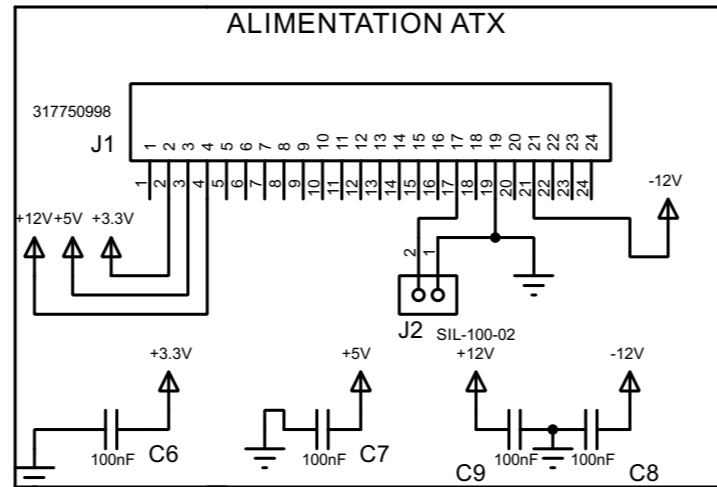 ALIMENTATION ATX
317750998
J1
1 2 3 4 5 6 7 8 9 10 11 12 13 14 15 16 17 18 19 20 21 22 23 24
1 2 3 4 5 6 7 8 9 10 11 12 13 14 15 16 17 18 19 20 21 22 23 24
+12V +5V +3.3V
-12V
2 1
J2 SIL-100-02
+3.3V +5V +12V -12V
100nF C6 100nF C7 100nF 100nF
C9 C8